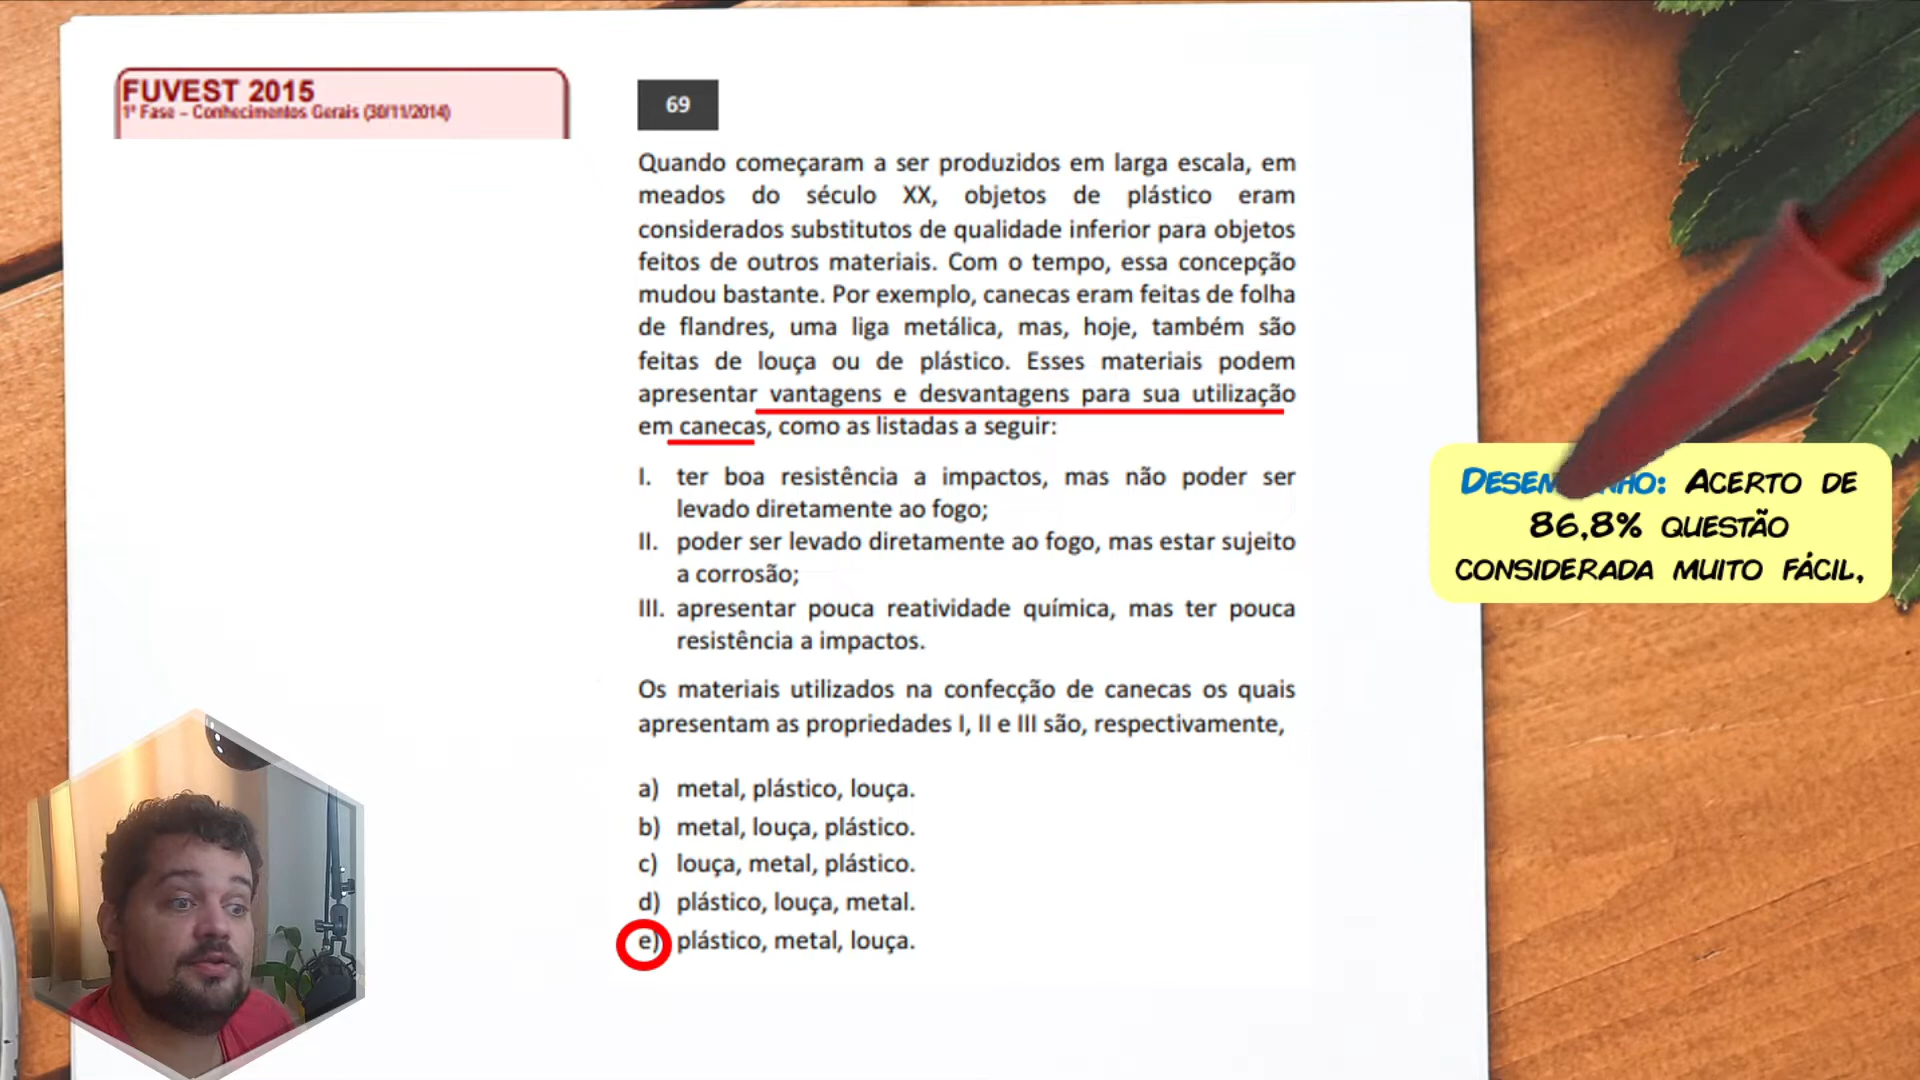 FUVEST 2015
1ª Fase – Conhecimentos Gerais (30/11/2014)
69
Quando começaram a ser produzidos em larga escala, em
meados do século XX, objetos de plástico eram
considerados substitutos de qualidade inferior para objetos
feitos de outros materiais. Com o tempo, essa concepção
mudou bastante. Por exemplo, canecas eram feitas de folha
de flandres, uma liga metálica, mas, hoje, também são
feitas de louça ou de plástico. Esses materiais podem
apresentar vantagens e desvantagens para sua utilização
em canecas, como as listadas a seguir:
I. ter boa resistência a impactos, mas não poder ser
levado diretamente ao fogo;
II. poder ser levado diretamente ao fogo, mas estar sujeito
a corrosão;
III. apresentar pouca reatividade química, mas ter pouca
resistência a impactos.
Os materiais utilizados na confecção de canecas os quais
apresentam as propriedades I, II e III são, respectivamente,
a) metal, plástico, louça.
b) metal, louça, plástico.
c) louça, metal, plástico.
d) plástico, louça, metal.
e) plástico, metal, louça.
ACERTO DE
86,8% QUESTÃO
CONSIDERADA MUITO FÁCIL,